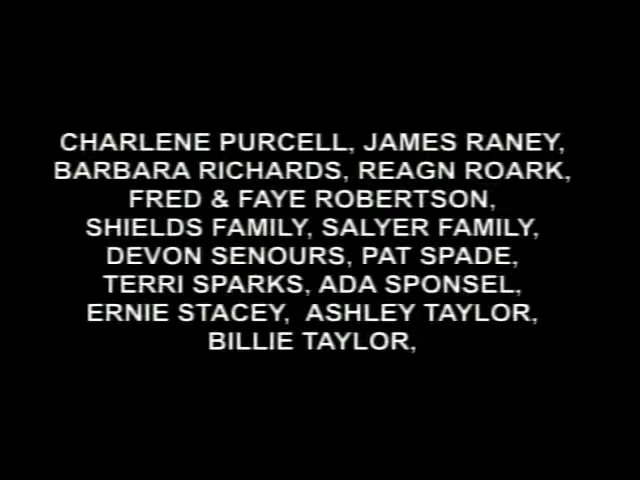 CHARLENE PURCELL, JAMES RANEY,
BARBARA RICHARDS, REAGN ROARK,
FRED & FAYE ROBERTSON,
SHIELDS FAMILY, SALYER FAMILY,
DEVON SENOURS, PAT SPADE,
TERRI SPARKS, ADA SPONSEL,
ERNIE STACEY,  ASHLEY TAYLOR,
BILLIE TAYLOR,